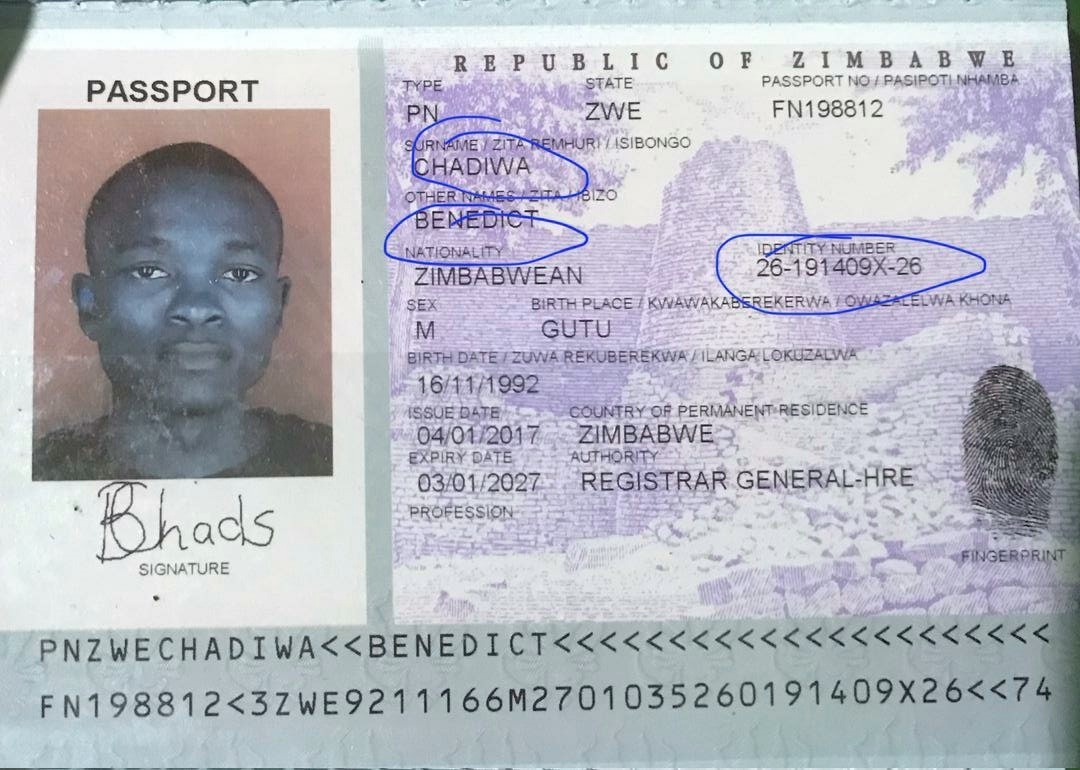 REPUBLIC OF ZIMBABWE
PASSPORT
TYPE STATE PASSPORT NO / PASIPOTI NHAMBA
PN ZWE FN198812
SURNAME / ZITA REMHURI / ISIBONGO
CHADIWA
OTHER NAMES / ZITA / IBIZO
BENEDICT
NATIONALITY IDENTITY NUMBER
ZIMBABWEAN 26-191409X-26
SEX BIRTH PLACE / KWAWAKABEREKERWA / OWAZALELWA KHONA
M GUTU
BIRTH DATE / ZUWA REKUBEREKWA / ILANGA LOKUZALWA
16/11/1992
ISSUE DATE COUNTRY OF PERMANENT RESIDENCE
04/01/2017 ZIMBABWE
EXPIRY DATE AUTHORITY
03/01/2027 REGISTRAR GENERAL-HRE
PROFESSION
Bhads
SIGNATURE
FINGERPRINT
PNZWECHADIWA<<BENEDICT<<<<<<<<<<<<<<<<<<<<<<
FN198812<3ZWE9211166M27010352601914​09X26<<74